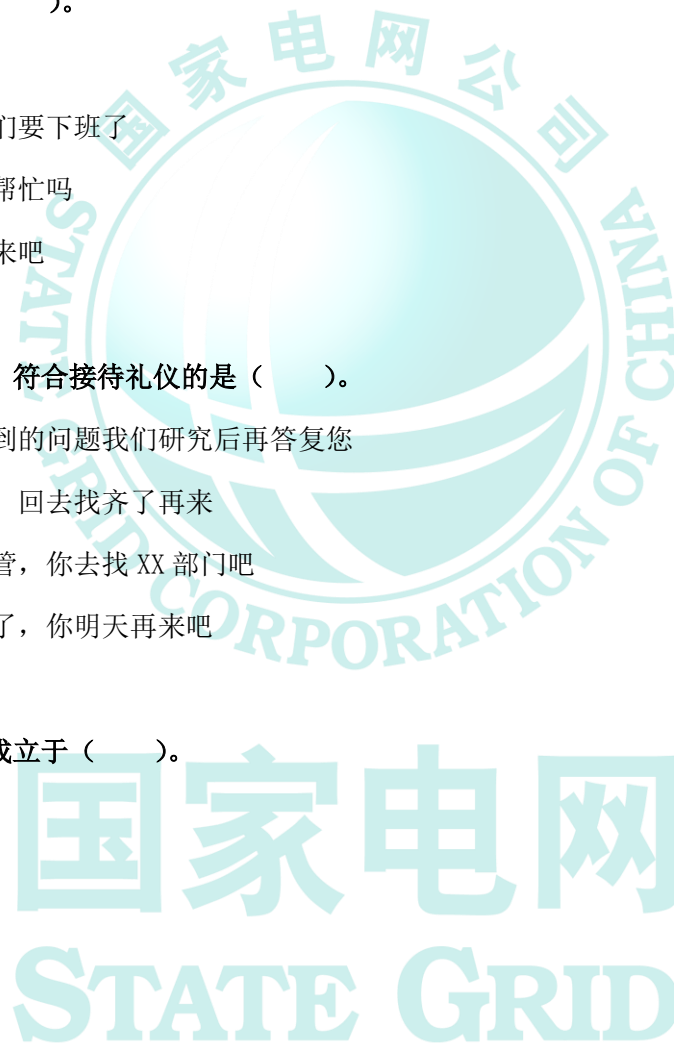 )。
们要下班了
帮忙吗
来吧
符合接待礼仪的是(  )。
到的问题我们研究后再答复您
回去找齐了再来
管，你去找 XX 部门吧
了，你明天再来吧
成立于(  )。
国家电网公司
STATE GRID CORPORATION OF CHINA
国家电网
STATE GRID